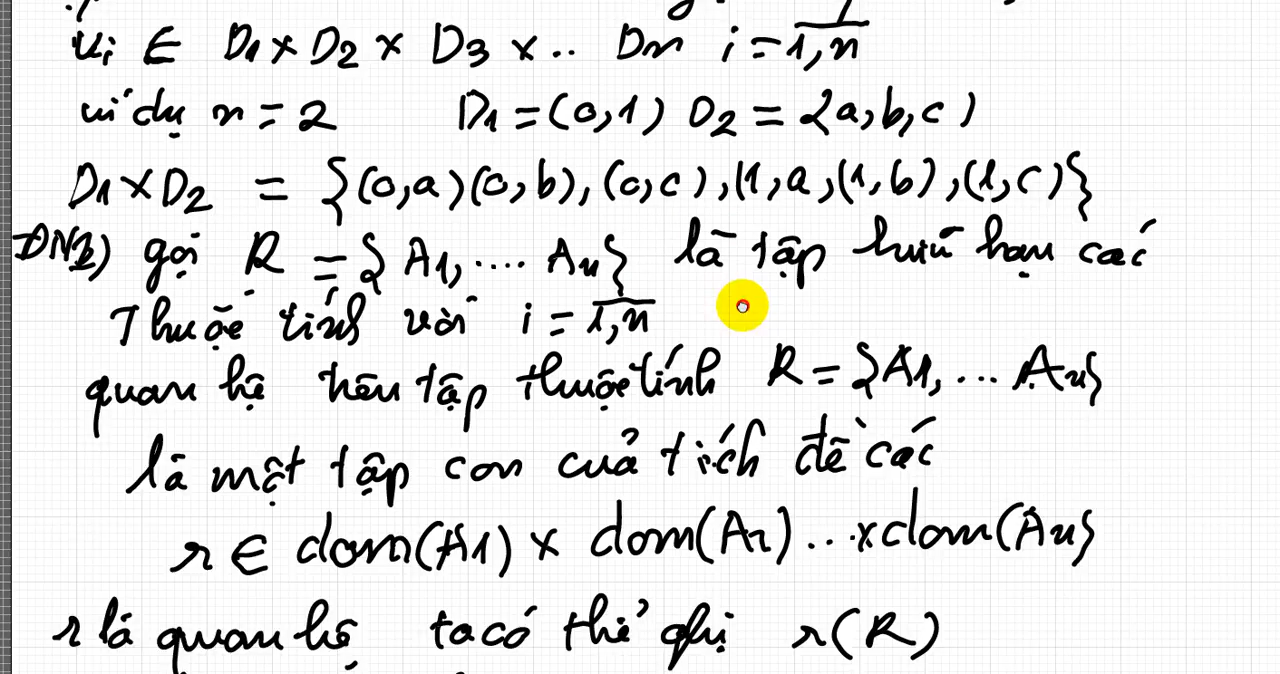 vi ∈ D1 x D2 x D3 x .. Dn i = 1,n
ví dụ n = 2 D1 = (0,1) D2 = {a,b,c)
D1 x D2 = {(0,a)(0,b),(0,c),(1,a,(1,b),(1,c)}
ĐN2) gọi R = {A1,.... An} là tập hữu hạn các
Thuộc tính với i = 1,n
quan hệ trên tập thuộc tính R = {A1,... An}
là một tập con của tích đề các
r ∈ dom(A1) x dom(A2)...x dom(An}
r là quan hệ ta có thể ghi r(R)